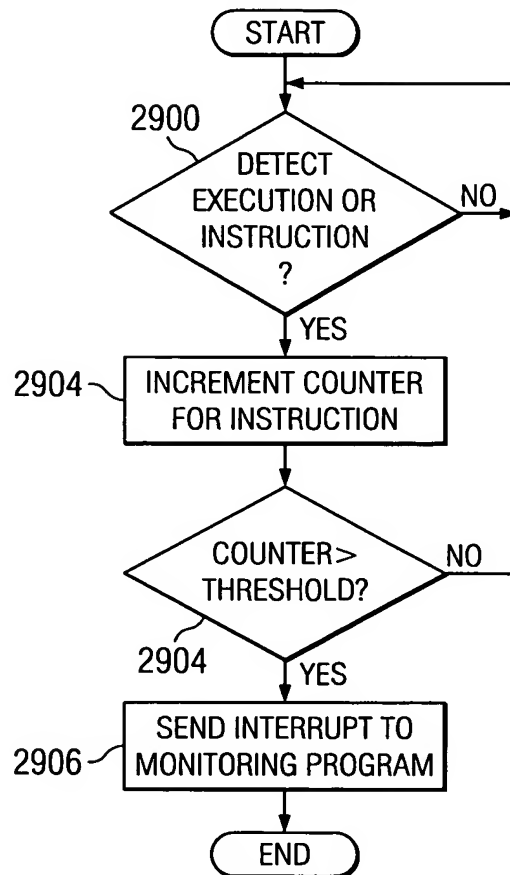 START
2900
DETECT
EXECUTION OR
INSTRUCTION
?
NO
YES
2904
INCREMENT COUNTER
FOR INSTRUCTION
COUNTER>
THRESHOLD?
NO
2904
YES
2906
SEND INTERRUPT TO
MONITORING PROGRAM
END